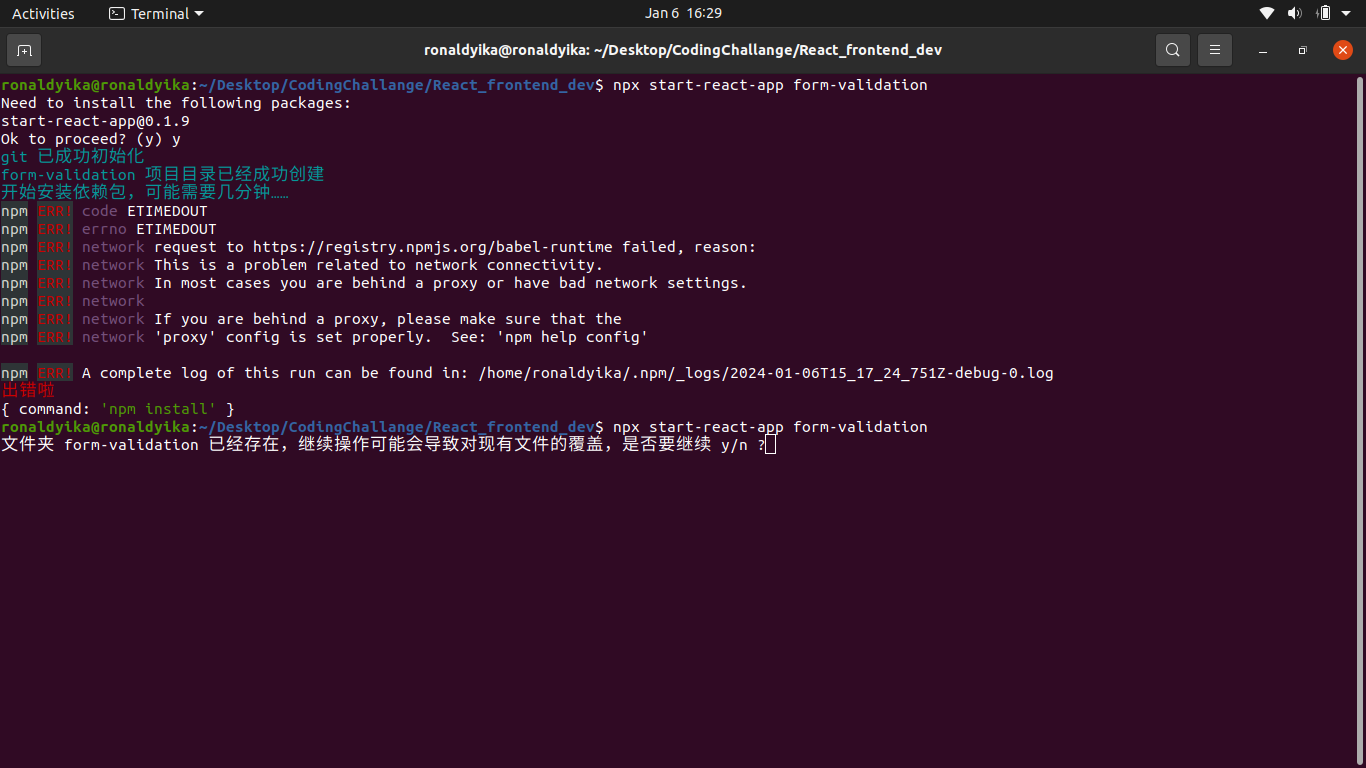 Activities Terminal Jan 6 16:29
ronaldyika@ronaldyika: ~/Desktop/CodingChallange/React_frontend_dev
ronaldyika@ronaldyika:~/Desktop/CodingChallange/React_frontend_dev$ npx start-react-app form-validation
Need to install the following packages:
start-react-app@0.1.9
Ok to proceed? (y) y
git 已成功初始化
form-validation 项目目录已经成功创建
开始安装依赖包，可能需要几分钟……
npm ERR! code ETIMEDOUT
npm ERR! errno ETIMEDOUT
npm ERR! network request to https://registry.npmjs.org/babel-runtime failed, reason:
npm ERR! network This is a problem related to network connectivity.
npm ERR! network In most cases you are behind a proxy or have bad network settings.
npm ERR! network
npm ERR! network If you are behind a proxy, please make sure that the
npm ERR! network 'proxy' config is set properly.  See: 'npm help config'
npm ERR! A complete log of this run can be found in: /home/ronaldyika/.npm/_logs/2024-01-06T15_17_24_751Z-debug-0.log
出错啦
{ command: 'npm install' }
ronaldyika@ronaldyika:~/Desktop/CodingChallange/React_frontend_dev$ npx start-react-app form-validation
文件夹 form-validation 已经存在，继续操作可能会导致对现有文件的覆盖，是否要继续 y/n ?